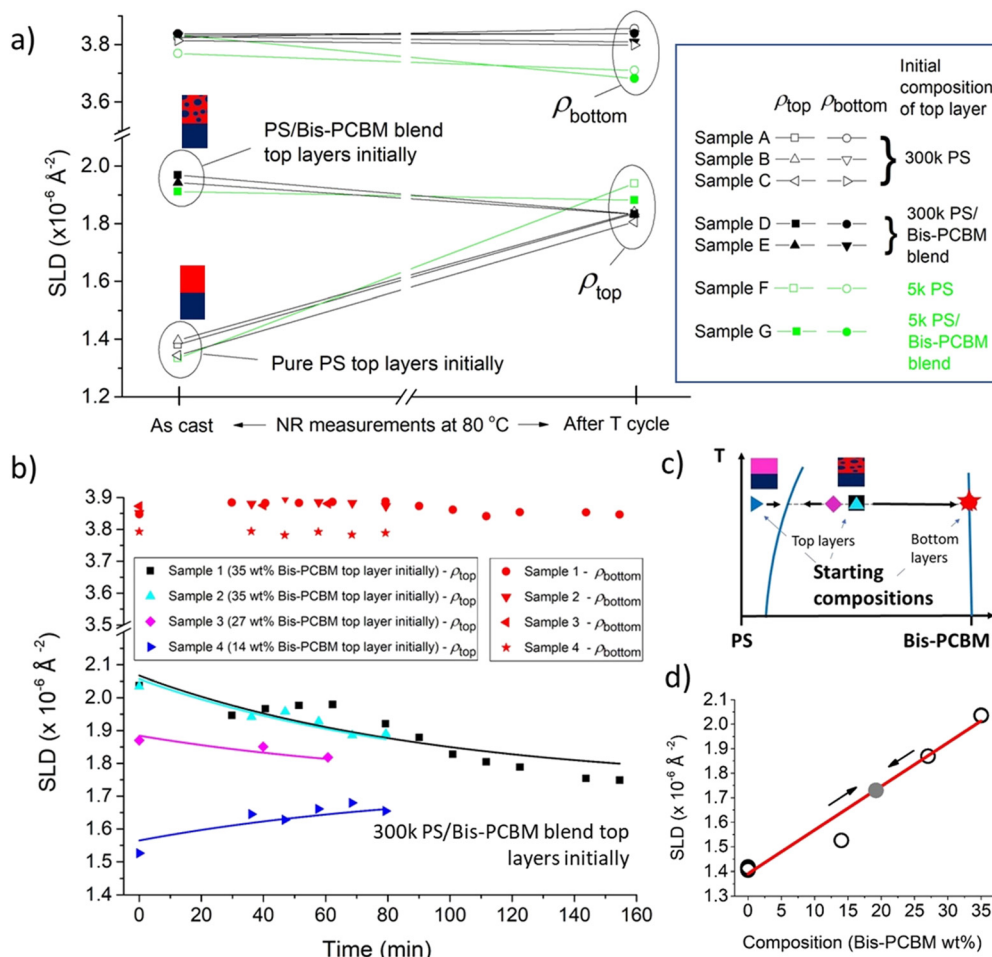 a)
SLD (x10⁻⁶ Å⁻²)
3.8
3.6
2.0
1.8
1.6
1.4
1.2
PS/Bis-PCBM blend
top layers initially
Pure PS top layers initially
ρbottom
ρtop
As cast
NR measurements at 80 °C
After T cycle
Initial
composition
of top layer
ρtop ρbottom
Sample A
Sample B
Sample C
300k PS
Sample D
Sample E
300k PS/
Bis-PCBM
blend
Sample F
5k PS
Sample G
5k PS/
Bis-PCBM
blend
b)
SLD (x 10⁻⁶ Å⁻²)
3.9
3.8
3.7
3.6
3.5
2.1
2.0
1.9
1.8
1.7
1.6
1.5
1.4
Sample 1 (35 wt% Bis-PCBM top layer initially) - ρtop
Sample 2 (35 wt% Bis-PCBM top layer initially) - ρtop
Sample 3 (27 wt% Bis-PCBM top layer initially) - ρtop
Sample 4 (14 wt% Bis-PCBM top layer initially) - ρtop
Sample 1 - ρbottom
Sample 2 - ρbottom
Sample 3 - ρbottom
Sample 4 - ρbottom
300k PS/Bis-PCBM blend top
layers initially
0 20 40 60 80 100 120 140 160
Time (min)
c)
T
Top layers
Bottom
layers
Starting
compositions
PS
Bis-PCBM
d)
SLD (x 10⁻⁶ Å⁻²)
2.1
2.0
1.9
1.8
1.7
1.6
1.5
1.4
1.3
0 5 10 15 20 25 30 35
Composition (Bis-PCBM wt%)